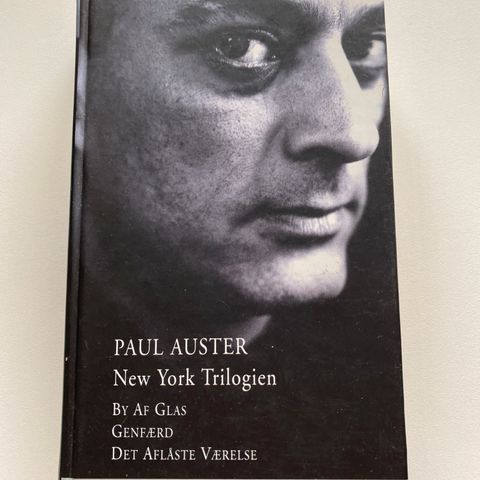 PAUL AUSTER
New York Trilogien
BY AF GLAS
GENFÆRD
DET AFLÅSTE VÆRELSE